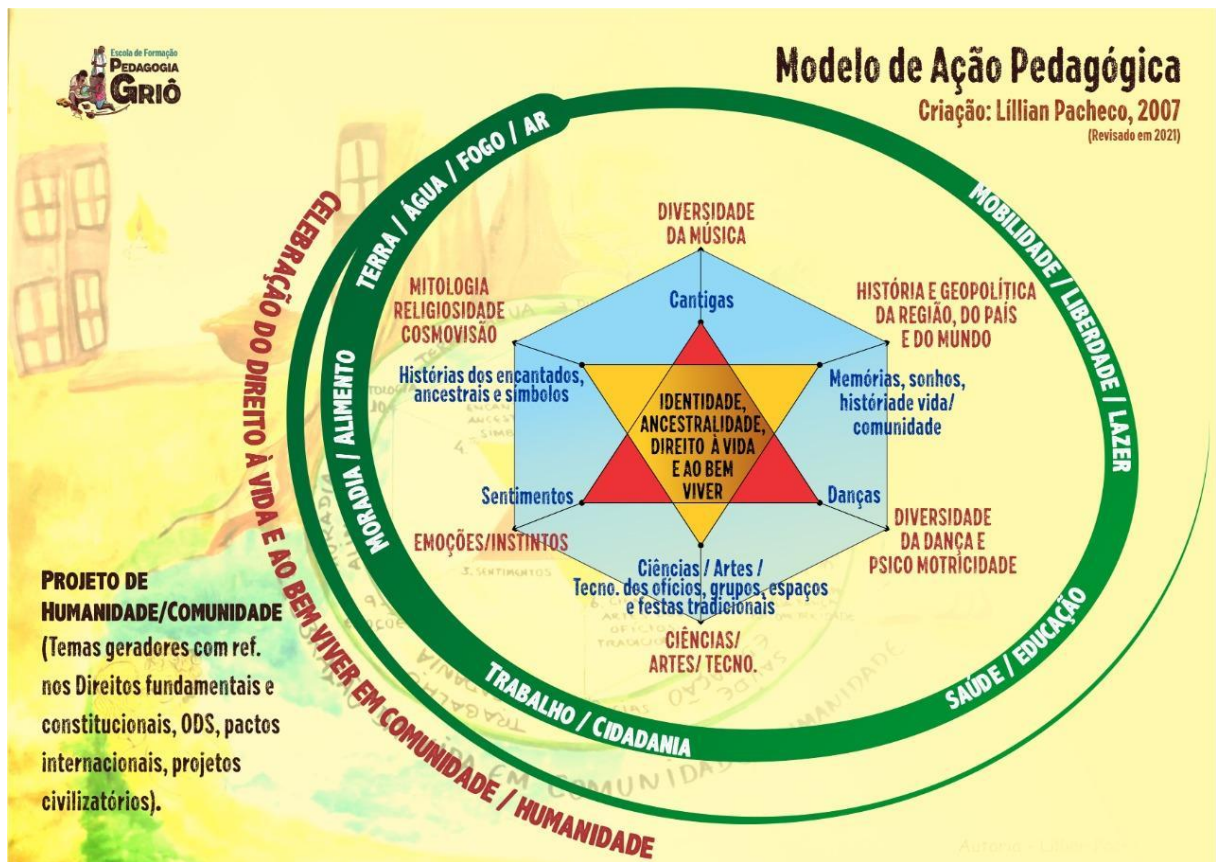 Escola de Formação
PEDAGOGIA
GRIÔ
Modelo de Ação Pedagógica
Criação: Líllian Pacheco, 2007
(Revisado em 2021)
TERRA / ÁGUA / FOGO / AR
MOBILIDADE / LIBERDADE / LAZER
SAÚDE / EDUCAÇÃO
TRABALHO / CIDADANIA
MORADIA / ALIMENTO
CELEBRAÇÃO DO DIREITO À VIDA E AO BEM VIVER EM COMUNIDADE / HUMANIDADE
DIVERSIDADE
DA MÚSICA
Cantigas
MITOLOGIA
RELIGIOSIDADE
COSMOVISÃO
HISTÓRIA E GEOPOLÍTICA
DA REGIÃO, DO PAÍS
E DO MUNDO
Histórias dos encantados,
ancestrais e símbolos
Memórias, sonhos,
históriade vida/
comunidade
IDENTIDADE,
ANCESTRALIDADE,
DIREITO À VIDA
E AO BEM
VIVER
Sentimentos
Danças
EMOÇÕES/INSTINTOS
3. SENTIMENTOS
DIVERSIDADE
DA DANÇA E
PSICO MOTRICIDADE
Ciências / Artes /
Tecno. dos ofícios, grupos, espaços
e festas tradicionais
CIÊNCIAS/
ARTES/ TECNO.
PROJETO DE
HUMANIDADE/COMUNIDADE
(Temas geradores com ref.
nos Direitos fundamentais e
constitucionais, ODS, pactos
internacionais, projetos
civilizatórios).